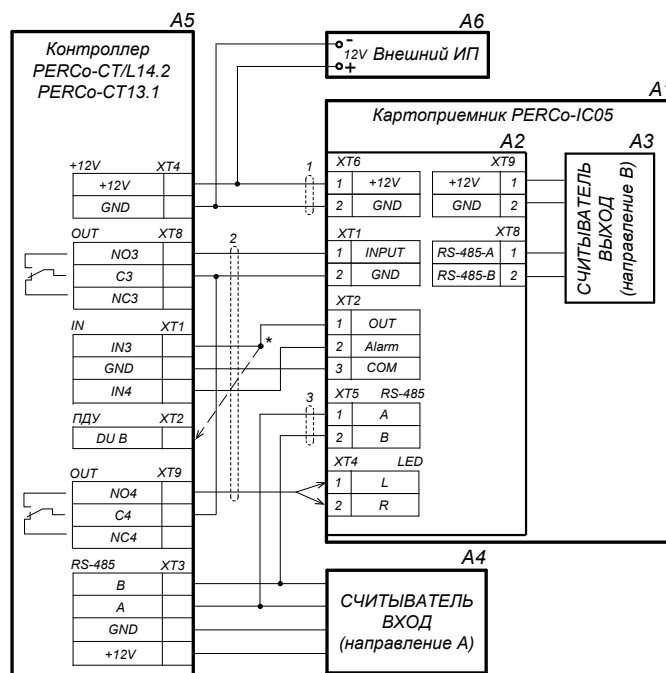 A5
Контроллер
PERCo-CT/L14.2
PERCo-CT13.1
+12V XT4
+12V
GND
OUT XT8
NO3
C3
NC3
IN XT1
IN3
GND
IN4
ПДУ XT2
DU B
OUT XT9
NO4
C4
NC4
RS-485 XT3
B
A
GND
+12V
1
2
*
3
A6
- 12V Внешний ИП
+
A1
Картоприемник PERCo-IC05
A2
XT6
1 +12V
2 GND
XT1
1 INPUT
2 GND
XT2
1 OUT
2 Alarm
3 COM
XT5 RS-485
1 A
2 B
XT4 LED
1 L
2 R
XT9
+12V 1
GND 2
XT8
RS-485-A 1
RS-485-B 2
A3
СЧИТЫВАТЕЛЬ
ВЫХОД
(направление B)
A4
СЧИТЫВАТЕЛЬ
ВХОД
(направление A)